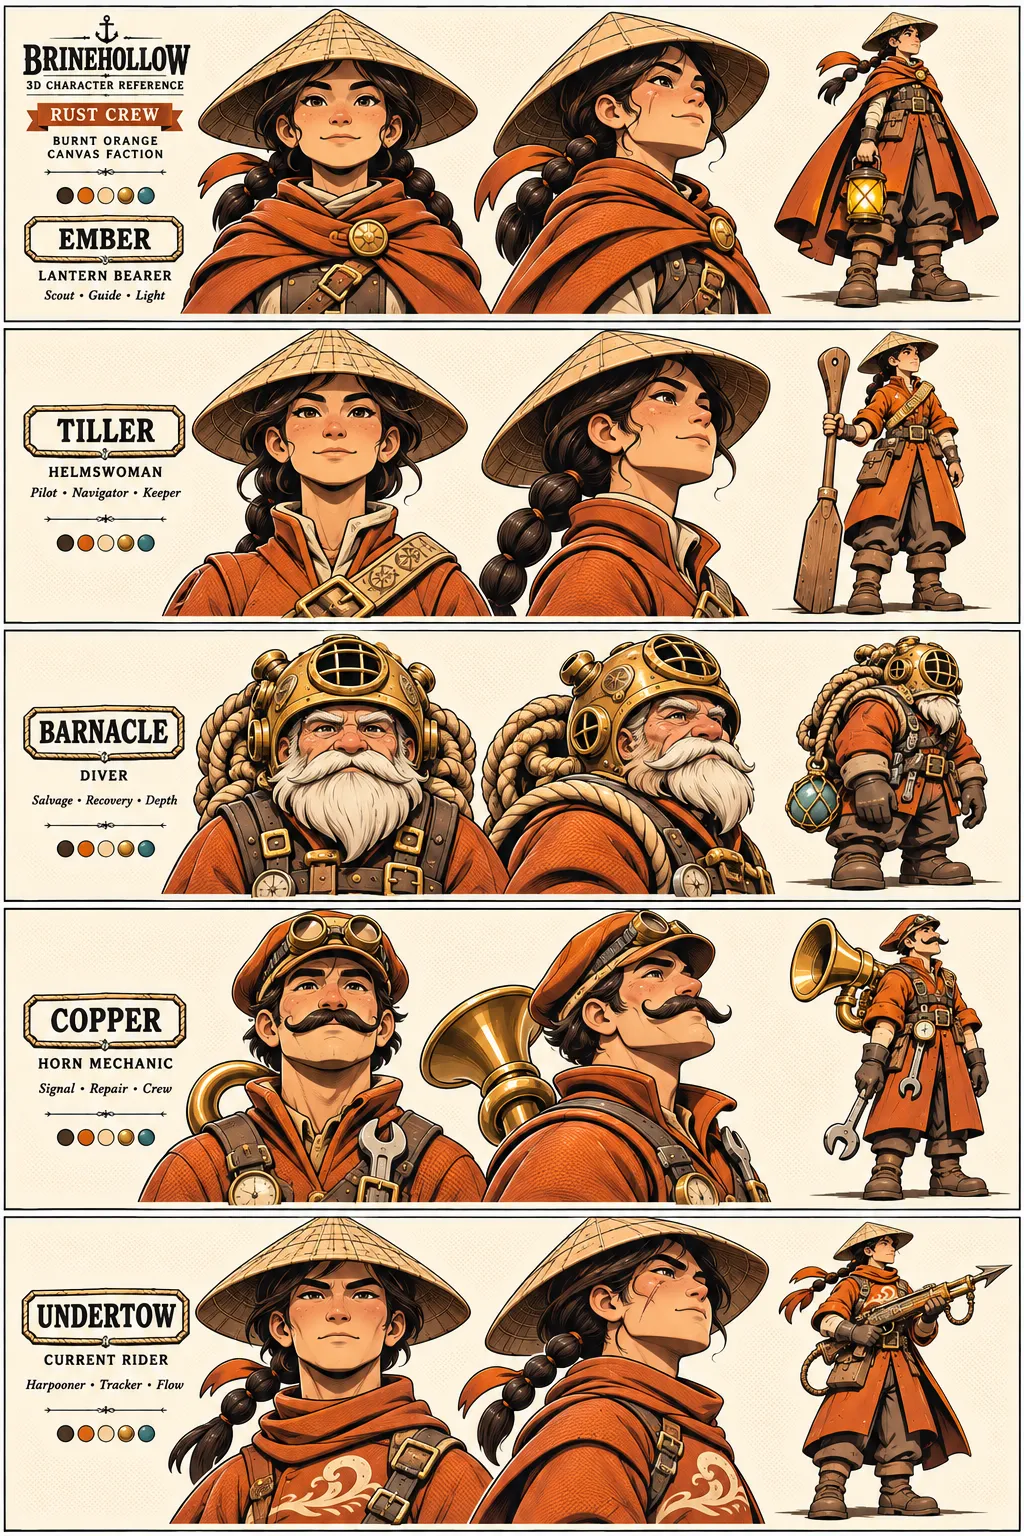 BRINEHOLLOW
3D CHARACTER REFERENCE
RUST CREW
BURNT ORANGE
CANVAS FACTION
EMBER
LANTERN BEARER
Scout • Guide • Light
TILLER
HELMSWOMAN
Pilot • Navigator • Keeper
BARNACLE
DIVER
Salvage • Recovery • Depth
COPPER
HORN MECHANIC
Signal • Repair • Crew
UNDERTOW
CURRENT RIDER
Harpooner • Tracker • Flow